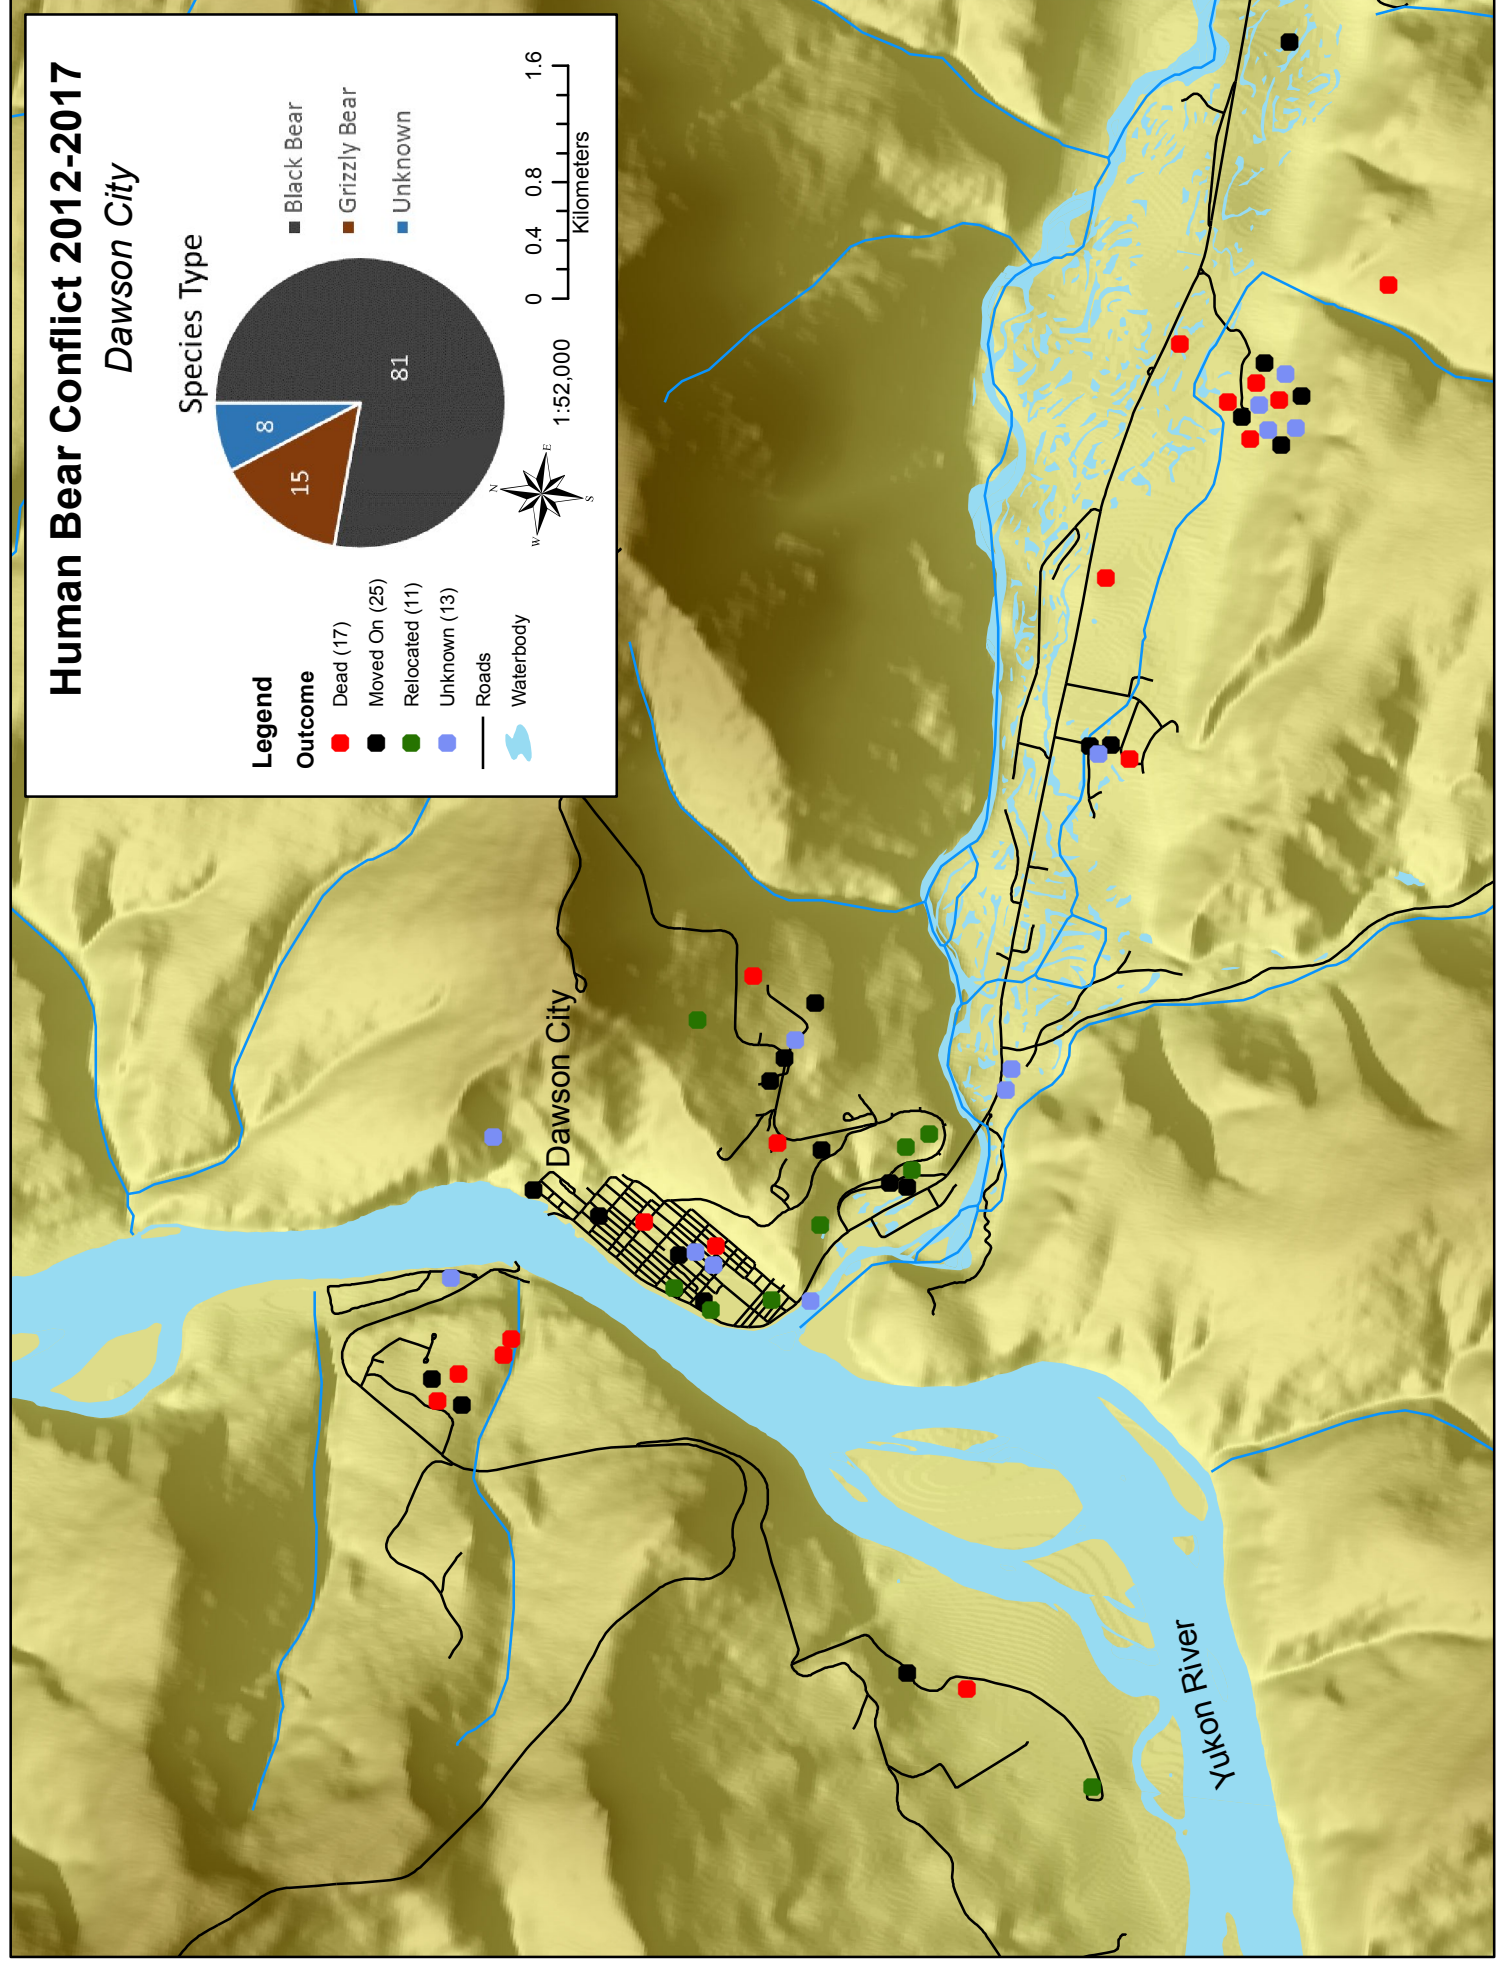 Human Bear Conflict 2012-2017
Dawson City
Species Type
81
15
8
Black Bear
Grizzly Bear
Unknown
Legend
Outcome
Dead (17)
Moved On (25)
Relocated (11)
Unknown (13)
Roads
Waterbody
N
E
S
W
1:52,000
0 0.4 0.8 1.6
Kilometers
Dawson City
Yukon River